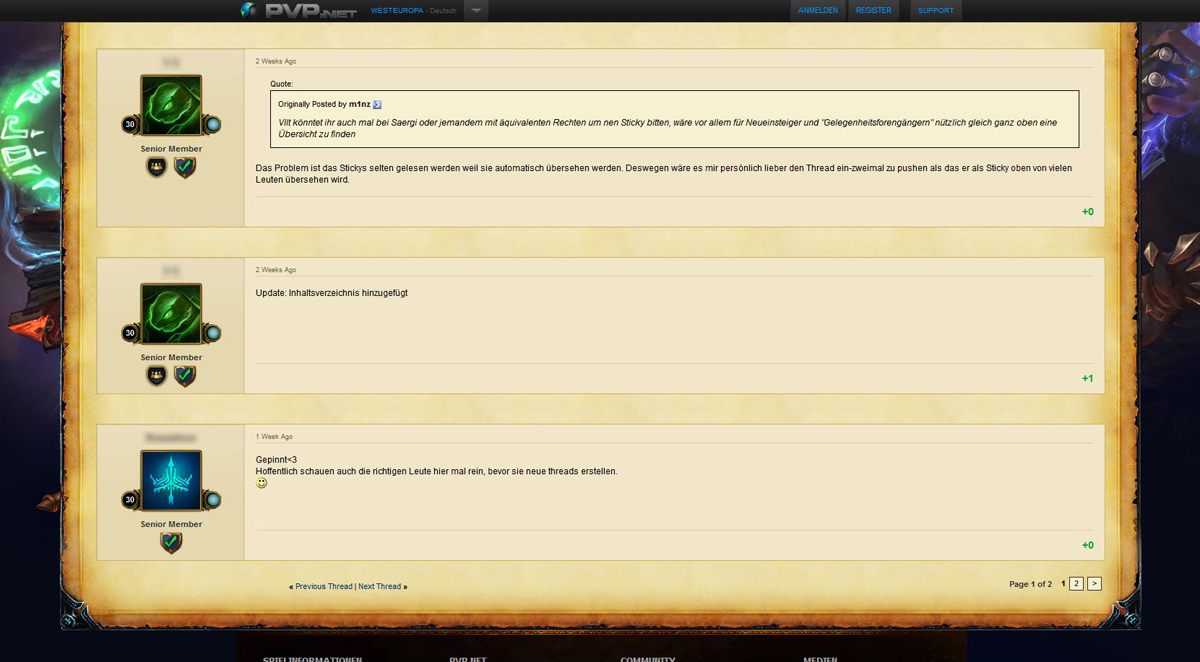 PVP.NET WESTEUROPA - Deutsch ANMELDEN REGISTER SUPPORT
2 Weeks Ago
Quote:
Originally Posted by m1nz
Vllt könntet ihr auch mal bei Saergi oder jemandem mit äquivalenten Rechten um nen Sticky bitten, wäre vor allem für Neueinsteiger und "Gelegenheitsforengängern" nützlich gleich ganz oben eine
Übersicht zu finden
30
Senior Member
Das Problem ist das Stickys selten gelesen werden weil sie automatisch übersehen werden. Deswegen wäre es mir persönlich lieber den Thread ein-zweimal zu pushen als das er als Sticky oben von vielen
Leuten übersehen wird.
+0
2 Weeks Ago
Update: Inhaltsverzeichnis hinzugefügt
30
Senior Member
+1
1 Week Ago
Gepinnt<3
Hoffentlich schauen auch die richtigen Leute hier mal rein, bevor sie neue threads erstellen.
30
Senior Member
+0
« Previous Thread | Next Thread »
Page 1 of 2 1 2 >
SPIELINFORMATIONEN PVP.NET COMMUNITY MEDIEN